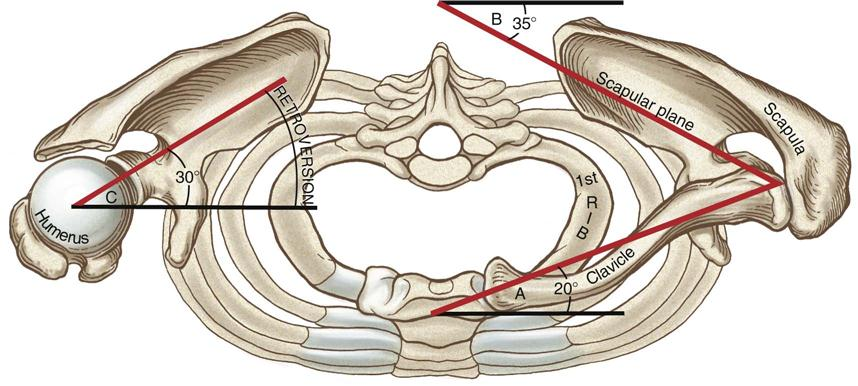 B 35°
Scapular plane
Scapula
RETROVERSION
30°
C
Humerus
1st
R
I
B
Clavicle
A 20°